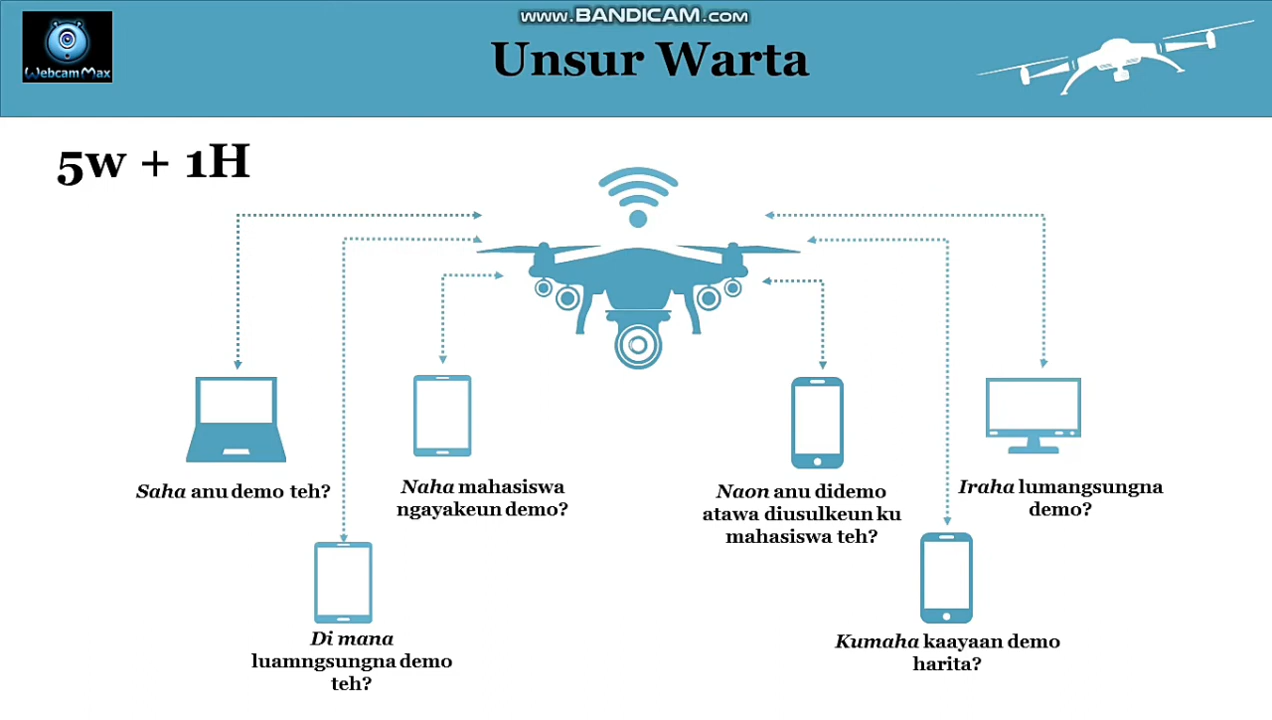 www.BANDICAM.com
WebcamMax
Unsur Warta
5w + 1H
Saha anu demo teh?
Naha mahasiswa
ngayakeun demo?
Naon anu didemo
atawa diusulkeun ku
mahasiswa teh?
Iraha lumangsungna
demo?
Di mana
luamngsungna demo
teh?
Kumaha kaayaan demo
harita?